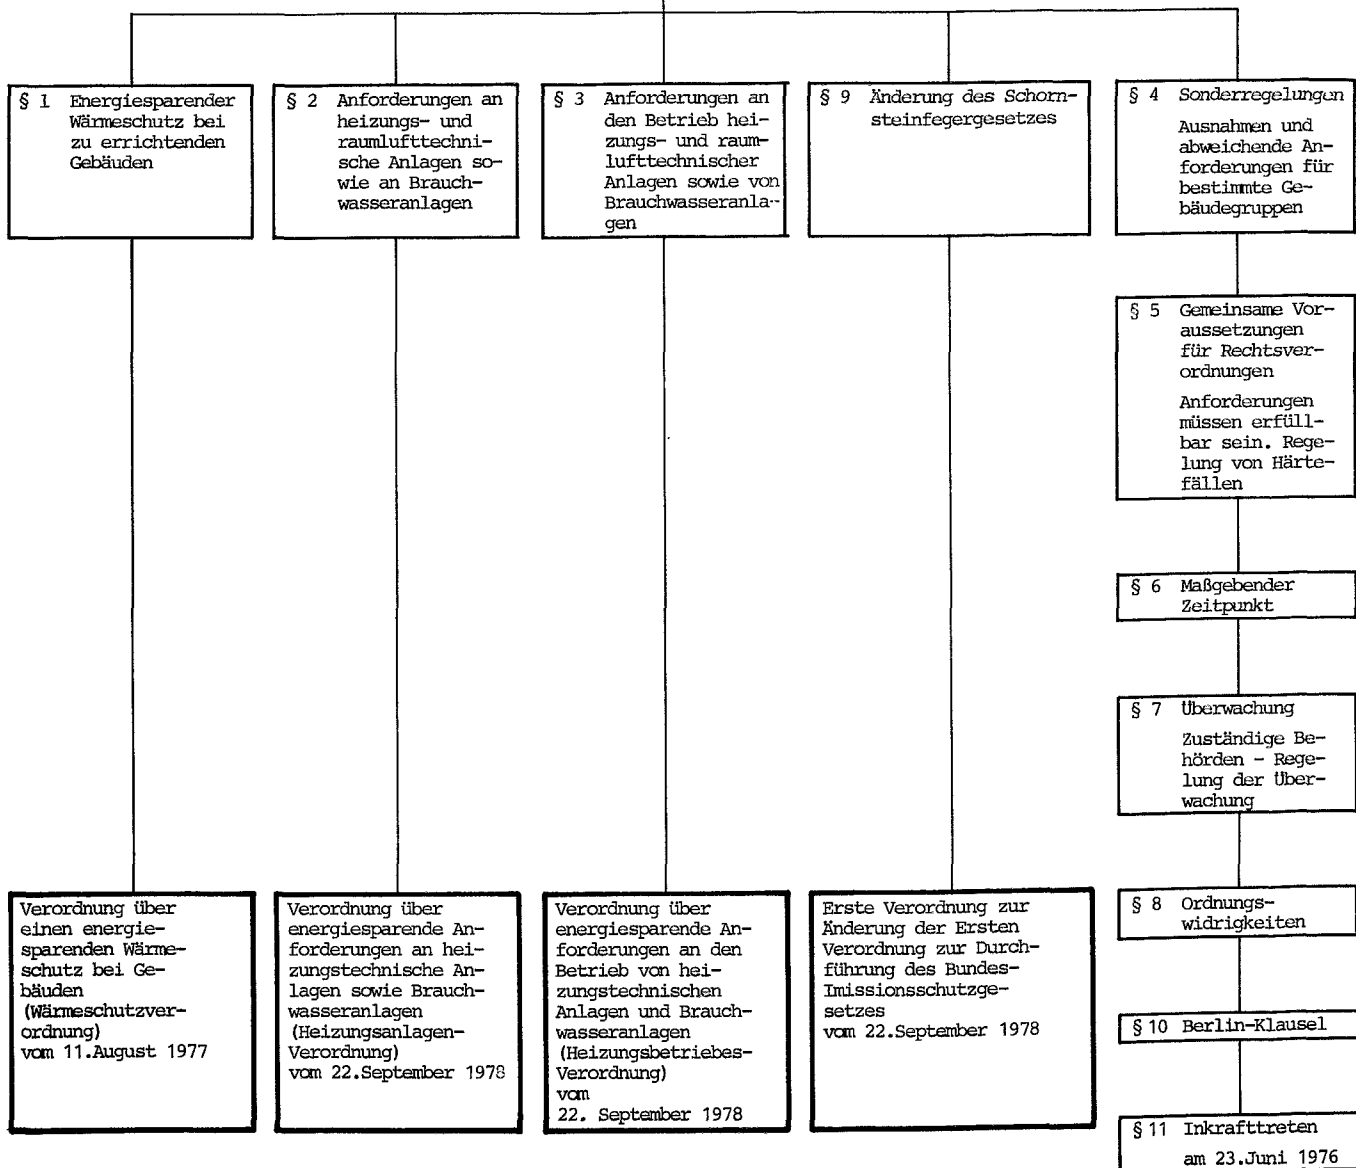 § 1 Energiesparender
Wärmeschutz bei
zu errichtenden
Gebäuden
§ 2 Anforderungen an
heizungs- und
raumlufttechni-
sche Anlagen so-
wie an Brauch-
wasseranlagen
§ 3 Anforderungen an
den Betrieb hei-
zungs- und raum-
lufttechnischer
Anlagen sowie von
Brauchwasseranla-
gen
§ 9 Änderung des Schorn-
steinfegergesetzes
§ 4 Sonderregelungen
Ausnahmen und
abweichende An-
forderungen für
bestimmte Ge-
bäudegruppen
§ 5 Gemeinsame Vor-
aussetzungen
für Rechtsver-
ordnungen
Anforderungen
müssen erfüll-
bar sein. Rege-
lung von Härte-
fällen
§ 6 Maßgebender
Zeitpunkt
§ 7 Überwachung
Zuständige Be-
hörden - Rege-
lung der Über-
wachung
Verordnung über
einen energie-
sparenden Wärme-
schutz bei Ge-
bäuden
(Wärmeschutzver-
ordnung)
vom 11.August 1977
Verordnung über
energiesparende An-
forderungen an hei-
zungstechnische An-
lagen sowie Brauch-
wasseranlagen
(Heizungsanlagen-
Verordnung)
vom 22.September 1978
Verordnung über
energiesparende An-
forderungen an den
Betrieb von hei-
zungstechnischen
Anlagen und Brauch-
wasseranlagen
(Heizungsbetriebes-
Verordnung)
vom
22. September 1978
Erste Verordnung zur
Änderung der Ersten
Verordnung zur Durch-
führung des Bundes-
Imissionsschutzge-
setzes
vom 22.September 1978
§ 8 Ordnungs-
widrigkeiten
§ 10 Berlin-Klausel
§ 11 Inkrafttreten
am 23.Juni 1976